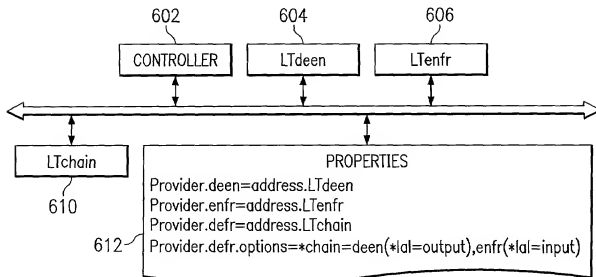 602
604
606
CONTROLLER
LTdeen
LTenfr
LTchain
610
PROPERTIES
Provider.deen=address.LTdeen
Provider.enfr=address.LTenfr
Provider.defr=address.LTchain
612
Provider.defr.options=*chain=deen(*lal=output),enfr(*lal=input)